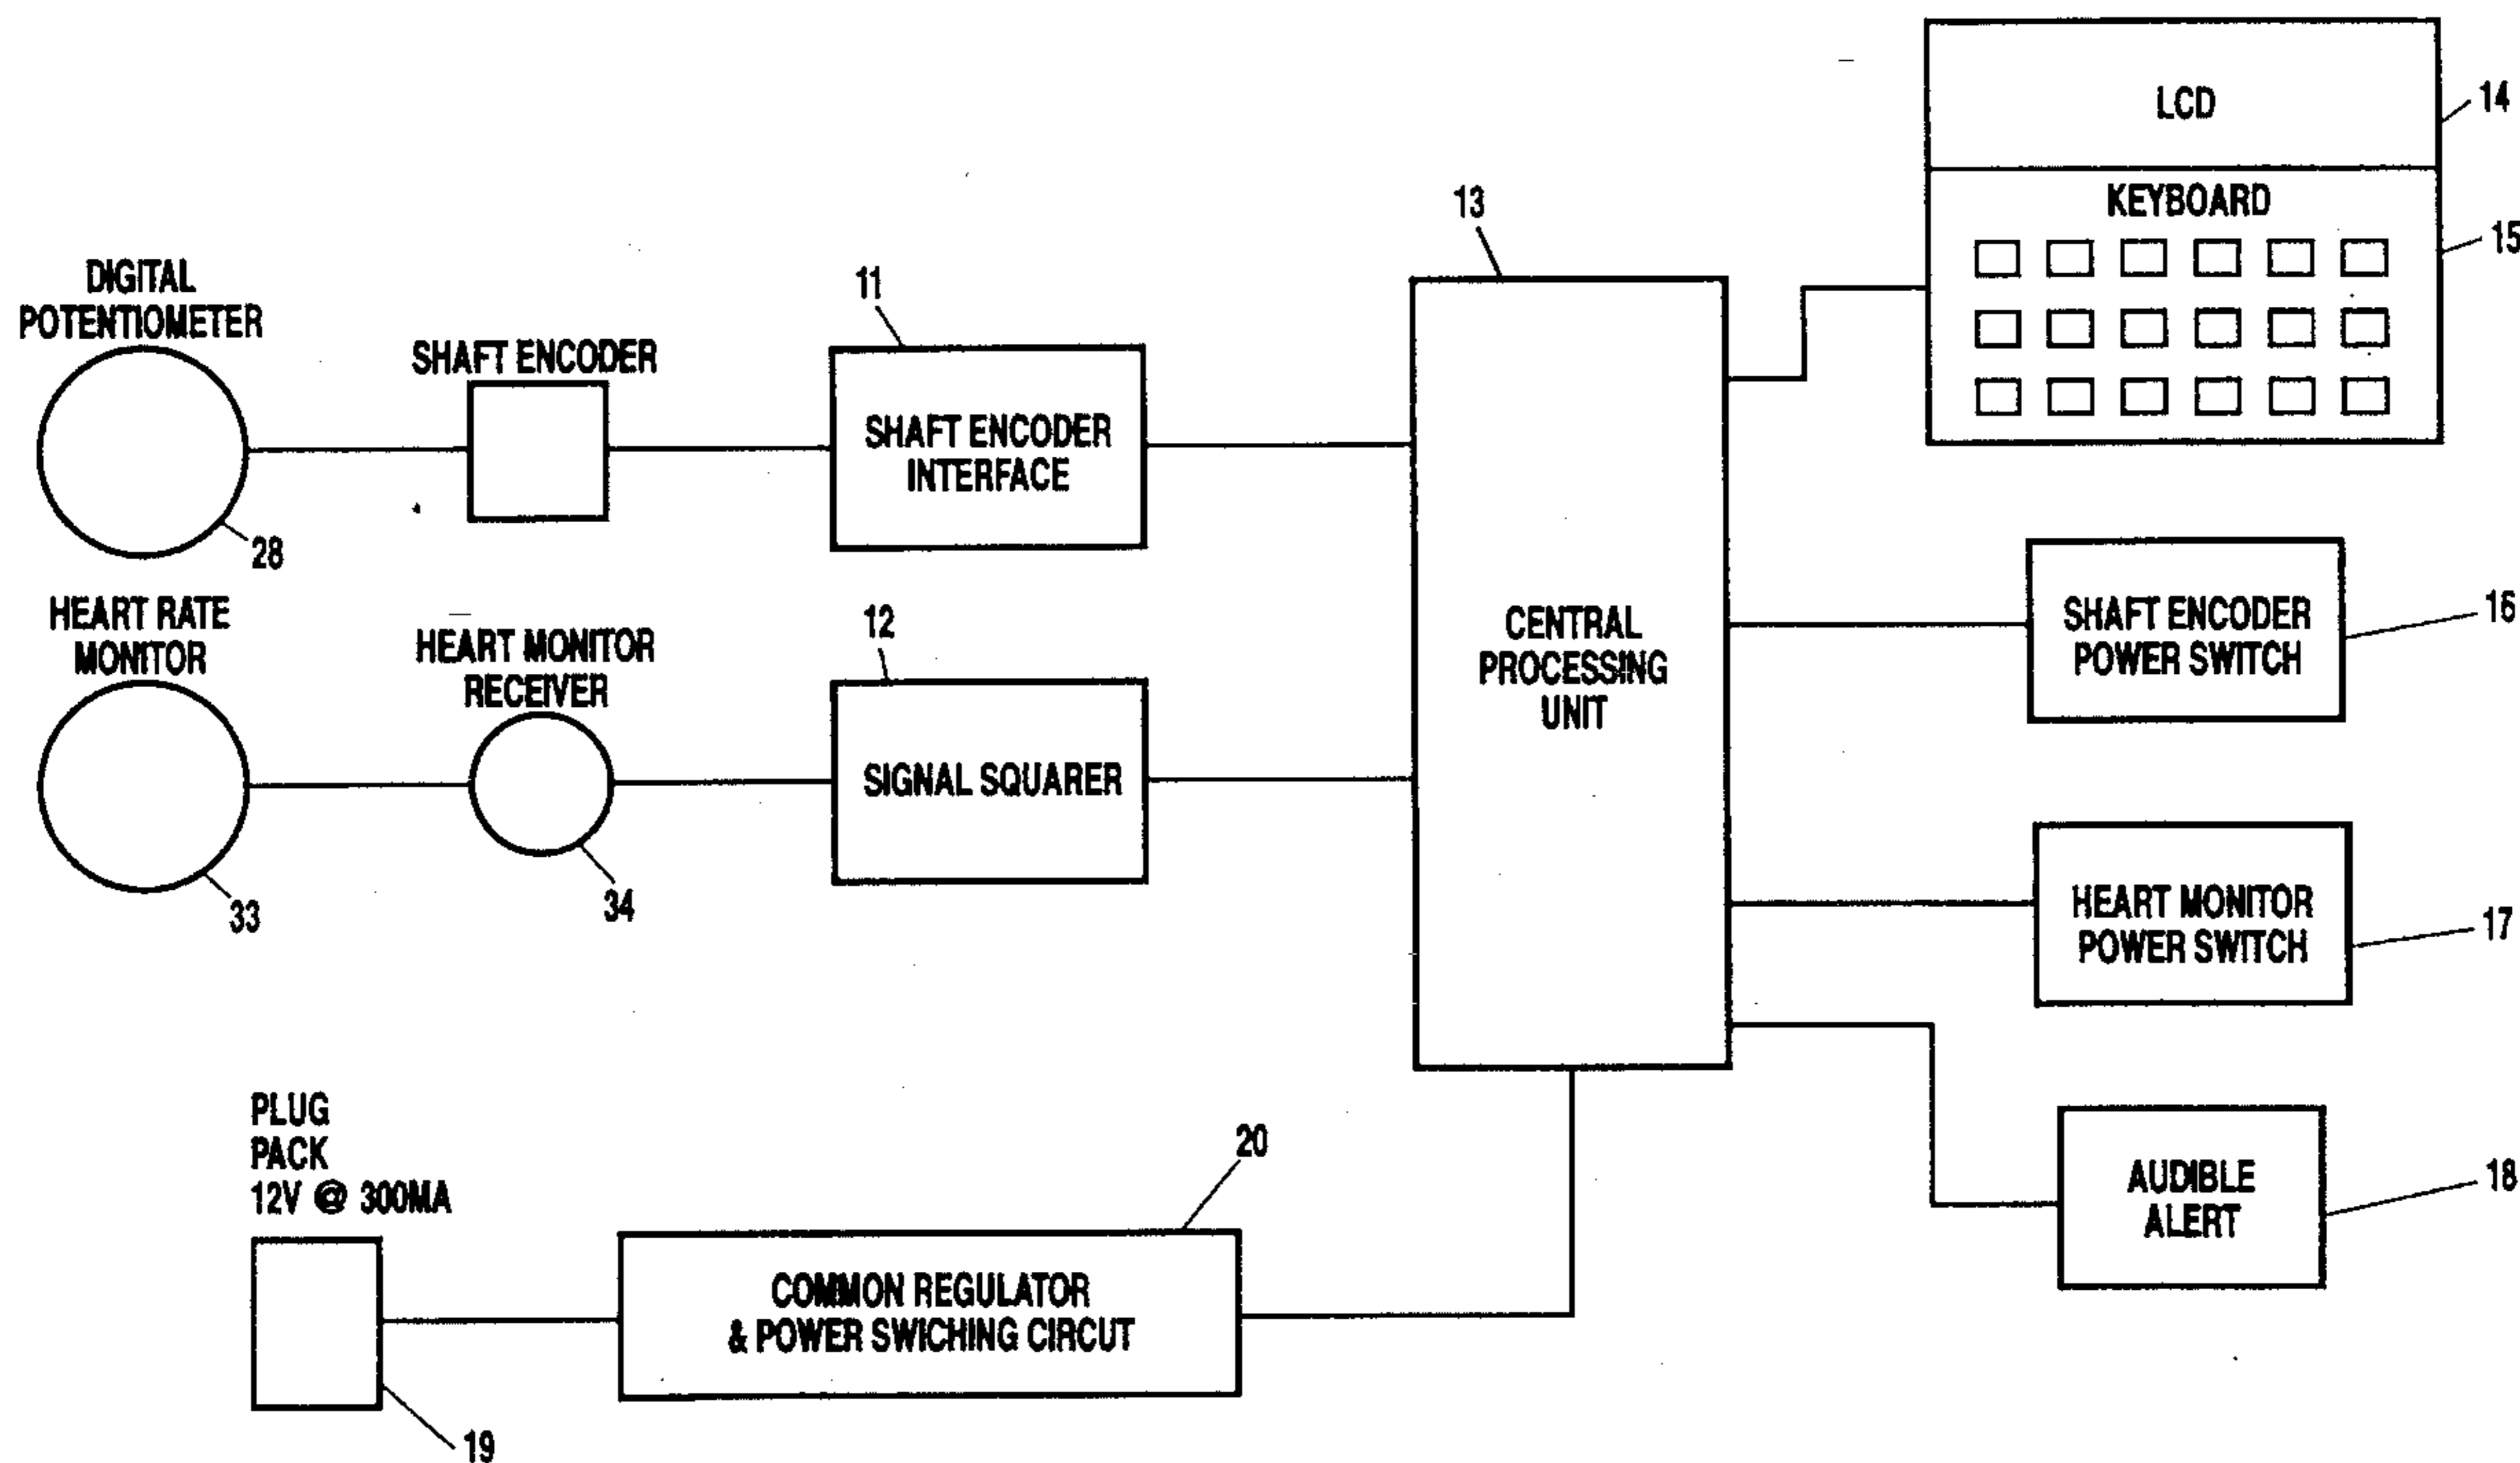 DIGITAL
POTENTIOMETER
28
SHAFT ENCODER
11
SHAFT ENCODER
INTERFACE
HEART RATE
MONITOR
33
HEART MONITOR
RECEIVER
34
12
SIGNAL SQUARER
13
CENTRAL
PROCESSING
UNIT
LCD
14
KEYBOARD
15
SHAFT ENCODER
POWER SWITCH
16
HEART MONITOR
POWER SWITCH
17
AUDIBLE
ALERT
18
PLUG
PACK
12V @ 300MA
19
20
COMMON REGULATOR
& POWER SWICHING CIRCUT